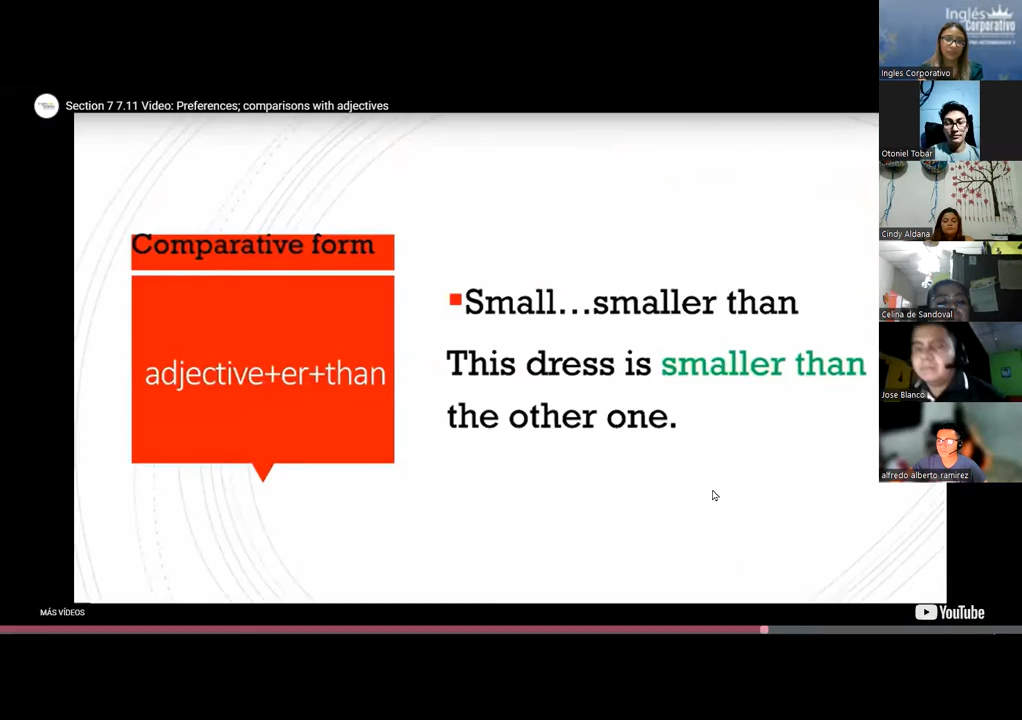 Section 7 7.11 Video: Preferences; comparisons with adjectives
Comparative form
adjective+er+than
Small...smaller than
This dress is smaller than
the other one.
MÁS VÍDEOS
YouTube
Inglés
Corporativo
Ingles Corporativo
Otoniel Tobar
Cindy Aldana
Celina de Sandoval
Jose Blanco
alfredo alberto ramirez